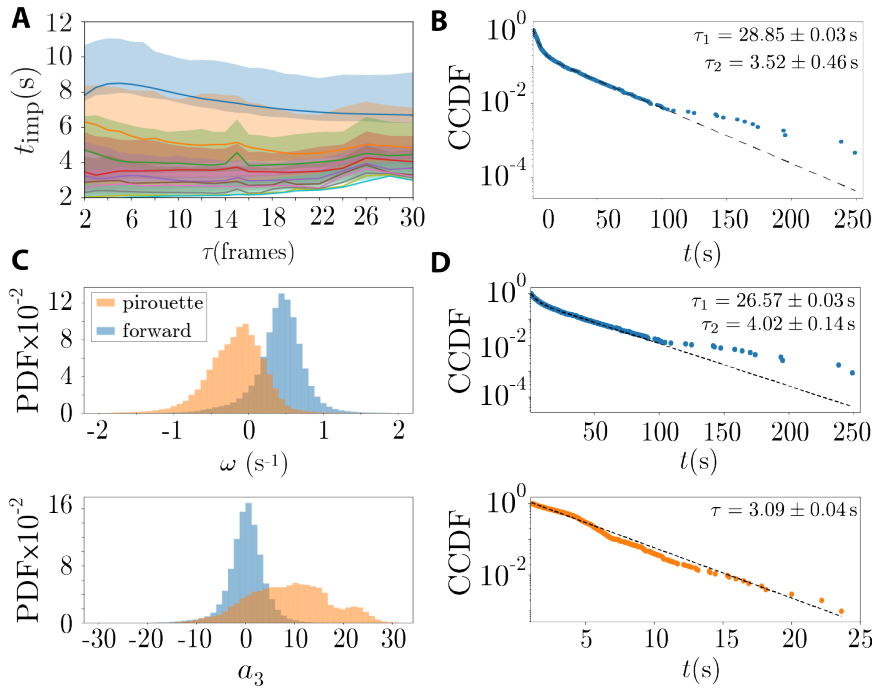 A
12
10
8
6
4
2
t_imp(s)
2 6 10 14 18 22 26 30
τ(frames)
B
10^0
10^-2
10^-4
CCDF
τ_1 = 28.85 ± 0.03 s
τ_2 = 3.52 ± 0.46 s
0 50 100 150 200 250
t(s)
C
12
8
4
0
PDF×10^-2
pirouette
forward
-2 -1 0 1 2
ω (s^-1)
16
8
0
PDF×10^-2
-30 -20 -10 0 10 20 30
a_3
D
10^0
10^-2
10^-4
CCDF
τ_1 = 26.57 ± 0.03 s
τ_2 = 4.02 ± 0.14 s
50 100 150 200 250
t(s)
10^0
10^-2
CCDF
τ = 3.09 ± 0.04 s
5 10 15 20 25
t(s)